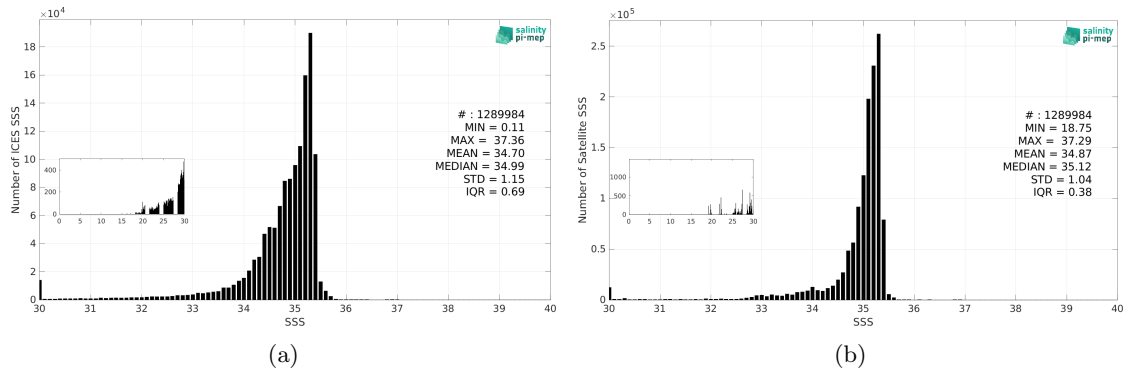 ×10⁴
salinity
pi-mep
18
16
14
12
10
8
6
4
2
0
Number of ICES SSS
# : 1289984
MIN = 0.11
MAX = 37.36
MEAN = 34.70
MEDIAN = 34.99
STD = 1.15
IQR = 0.69
400
200
0
0 5 10 15 20 25 30
30 31 32 33 34 35 36 37 38 39 40
SSS
(a)
×10⁵
salinity
pi-mep
2.5
2
1.5
1
0.5
0
Number of Satellite SSS
# : 1289984
MIN = 18.75
MAX = 37.29
MEAN = 34.87
MEDIAN = 35.12
STD = 1.04
IQR = 0.38
1000
500
0
0 5 10 15 20 25 30
30 31 32 33 34 35 36 37 38 39 40
SSS
(b)